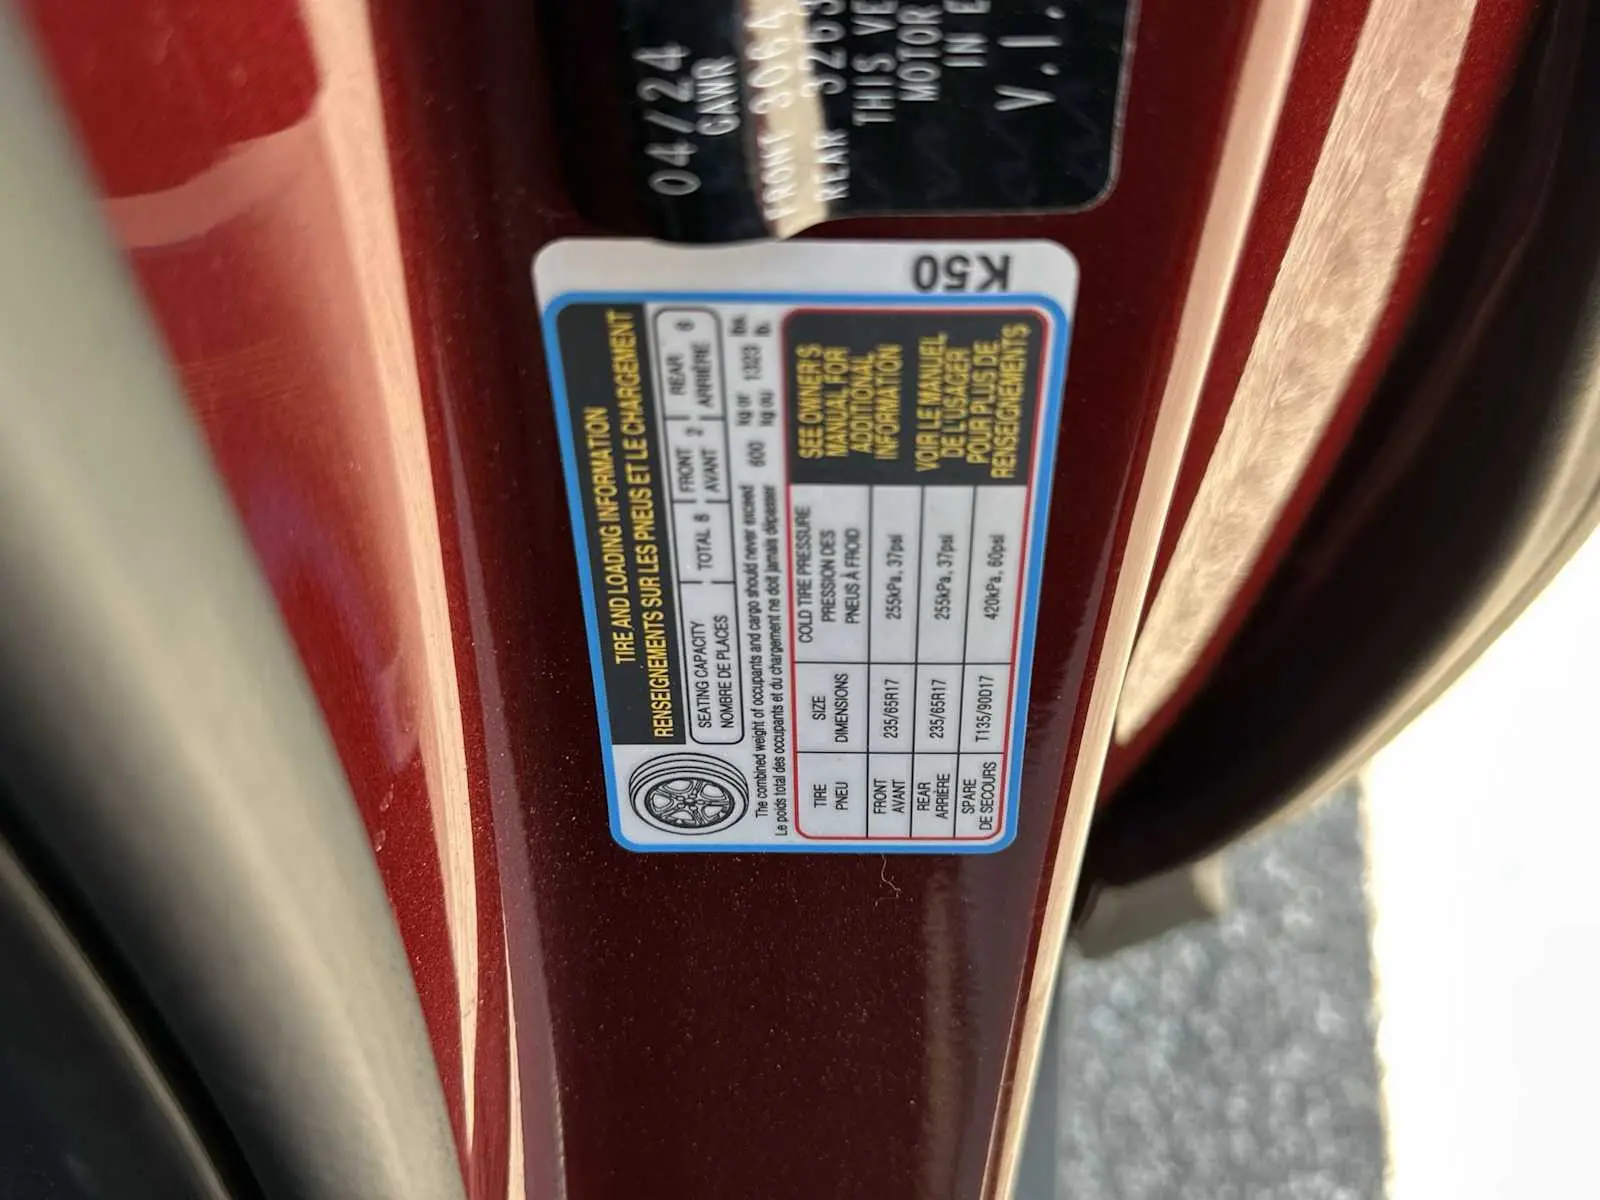 04/24
GAWR
FRONT 3064
REAR
THIS VE
MOTOR
IN E
V.I.
K50
TIRE AND LOADING INFORMATION
RENSEIGNEMENTS SUR LES PNEUS ET LE CHARGEMENT
SEATING CAPACITY TOTAL 8 FRONT 2 REAR 6
NOMBRE DE PLACES AVANT ARRIÈRE
The combined weight of occupants and cargo should never exceed 600 kg or 1323 lbs.
Le poids total des occupants et du chargement ne doit jamais dépasser kg ou lb.
TIRE SIZE COLD TIRE PRESSURE
PNEU DIMENSIONS PRESSION DES
PNEUS À FROID
FRONT
AVANT 235/65R17 255kPa, 37psi
REAR
ARRIÈRE 235/65R17 255kPa, 37psi
SPARE
DE SECOURS T135/90D17 420kPa, 60psi
SEE OWNER'S
MANUAL FOR
ADDITIONAL
INFORMATION
VOIR LE MANUEL
DE L'USAGER
POUR PLUS DE
RENSEIGNEMENTS